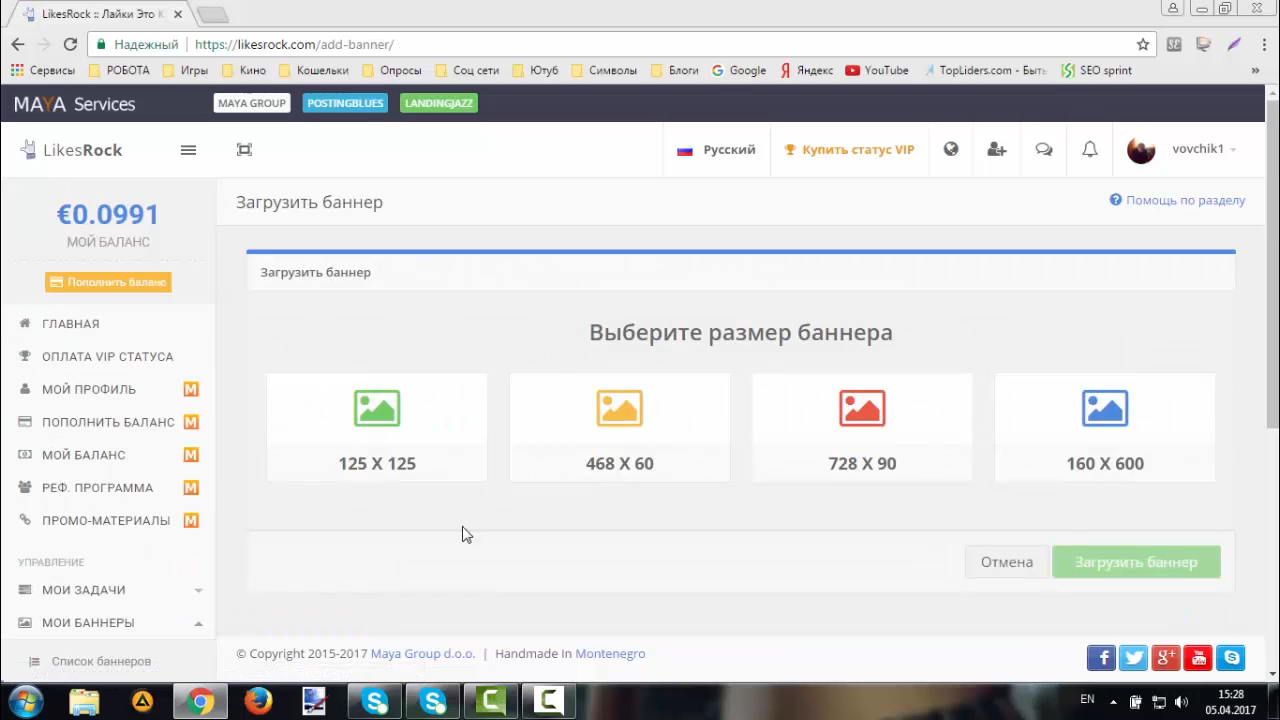 LikesRock :: Лайки Это К
Надежный
https://likesrock.com/add-banner/
Сервисы РОБОТА Игры Кино Кошельки Опросы Соц сети Ютуб Символы Блоги Google Яндекс YouTube TopLiders.com - Быть SEO sprint
MAYA Services
MAYA GROUP
POSTINGBLUES
LANDINGJAZZ
LikesRock
Русский
Купить статус VIP
vovchik1
€0.0991
МОЙ БАЛАНС
Пополнить баланс
ГЛАВНАЯ
ОПЛАТА VIP СТАТУСА
МОЙ ПРОФИЛЬ M
ПОПОЛНИТЬ БАЛАНС M
МОЙ БАЛАНС M
РЕФ. ПРОГРАММА M
ПРОМО-МАТЕРИАЛЫ M
УПРАВЛЕНИЕ
МОИ ЗАДАЧИ
МОИ БАННЕРЫ
Список баннеров
Загрузить баннер
Помощь по разделу
Загрузить баннер
Выберите размер баннера
125 X 125
468 X 60
728 X 90
160 X 600
Отмена
Загрузить баннер
© Copyright 2015-2017 Maya Group d.o.o. | Handmade In Montenegro
EN
15:28
05.04.2017